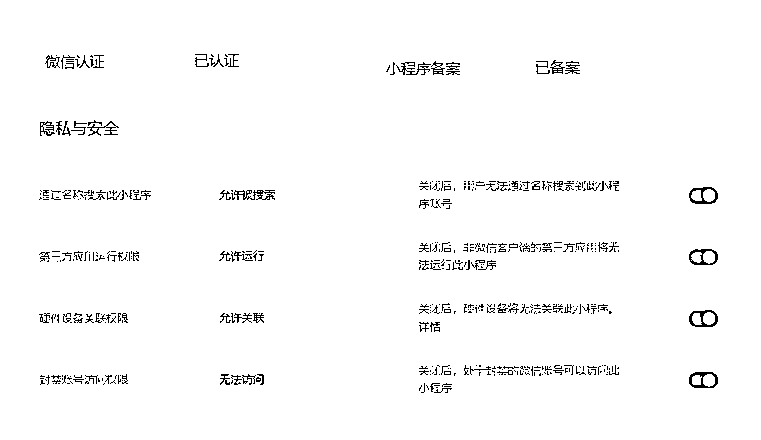 微信认证 已认证 小程序备案 已备案
隐私与安全
通过名称搜索此小程序 允许被搜索 关闭后，用户无法通过名称搜索到此小程
序账号
第三方应用运行权限 允许运行 关闭后，非微信客户端的第三方应用将无
法运行此小程序
硬件设备关联权限 允许关联 关闭后，硬件设备将无法关联此小程序。
详情
封禁账号访问权限 无法访问 关闭后，处于封禁的微信账号可以访问此
小程序